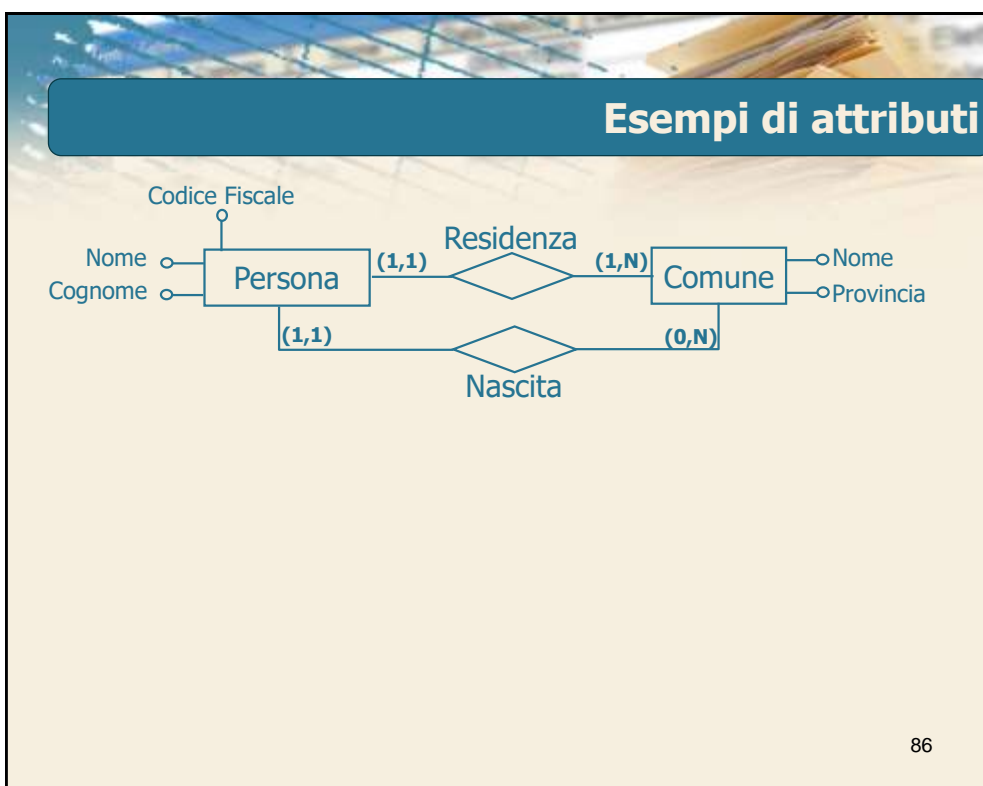 Esempi di attributi
Codice Fiscale
Nome
Cognome
Persona
(1,1)
Residenza
(1,N)
Comune
Nome
Provincia
(1,1)
Nascita
(0,N)
86